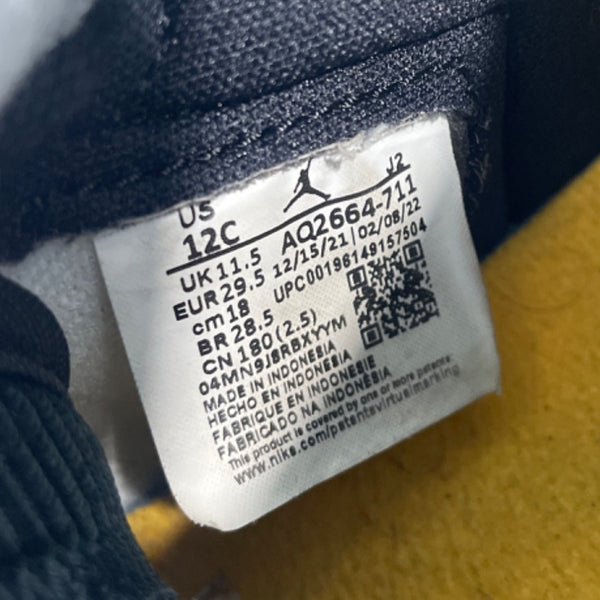 US J2
12C AQ2664-711
UK 11.5 12/15/21 | 02/08/22
EUR 29.5 UPC00196149157504
cm 18
BR 28.5
CN 180 (2.5)
04MN9J8RBXYYM
MADE IN INDONESIA
HECHO EN INDONESIA
FABRIQUE EN INDONESIE
FABRICADO NA INDONESIA
This product is covered by one or more patents:
www.nike.com/patentsvirtualmarking